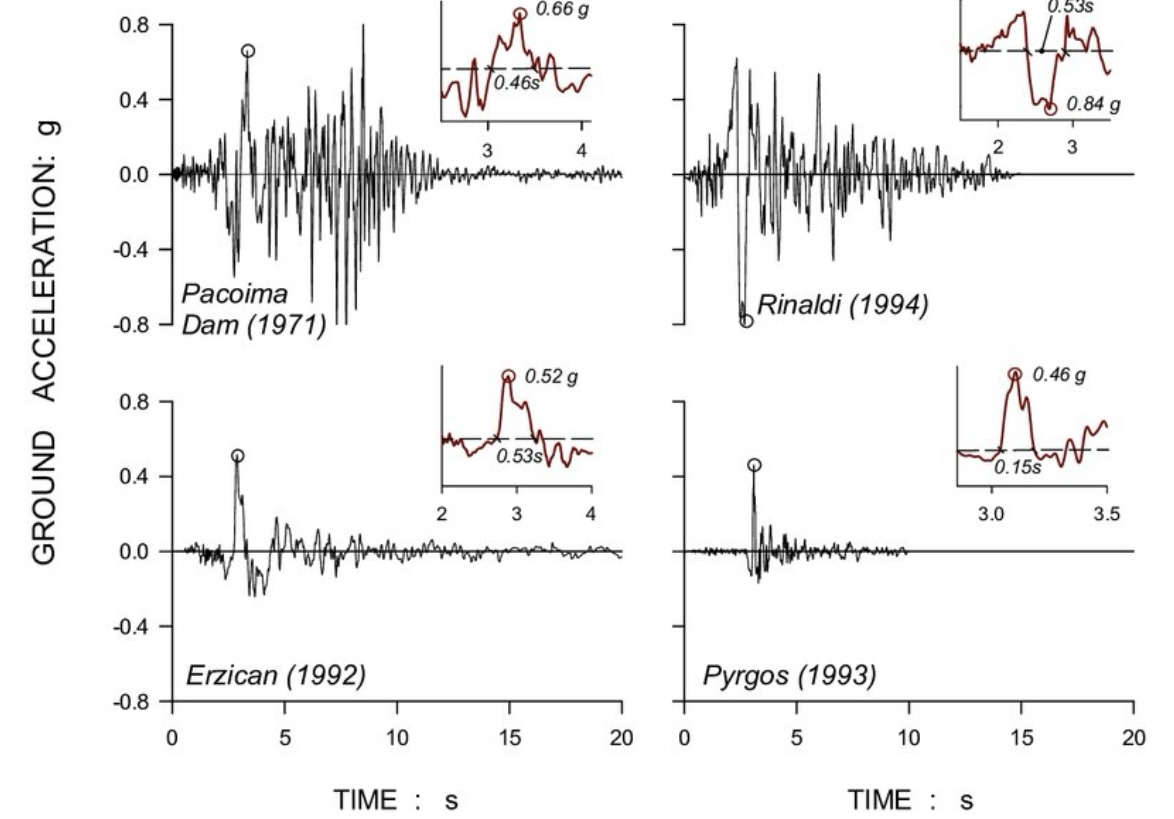 GROUND ACCELERATION: g
0.8
0.4
0.0
-0.4
-0.8
Pacoima
Dam (1971)
0.66 g
0.46s
3 4
Rinaldi (1994)
0.53s
0.84 g
2 3
0.8
0.4
0.0
-0.4
-0.8
Erzican (1992)
0.52 g
0.53s
2 3 4
Pyrgos (1993)
0.46 g
0.15s
3.0 3.5
0 5 10 15 20
0 5 10 15 20
TIME : s
TIME : s